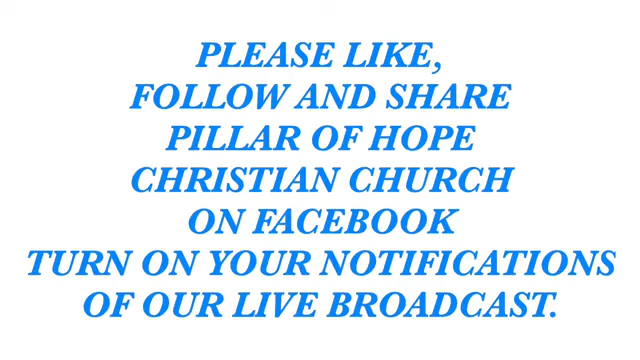 PLEASE LIKE,
FOLLOW AND SHARE
PILLAR OF HOPE
CHRISTIAN CHURCH
ON FACEBOOK
TURN ON YOUR NOTIFICATIONS
OF OUR LIVE BROADCAST.